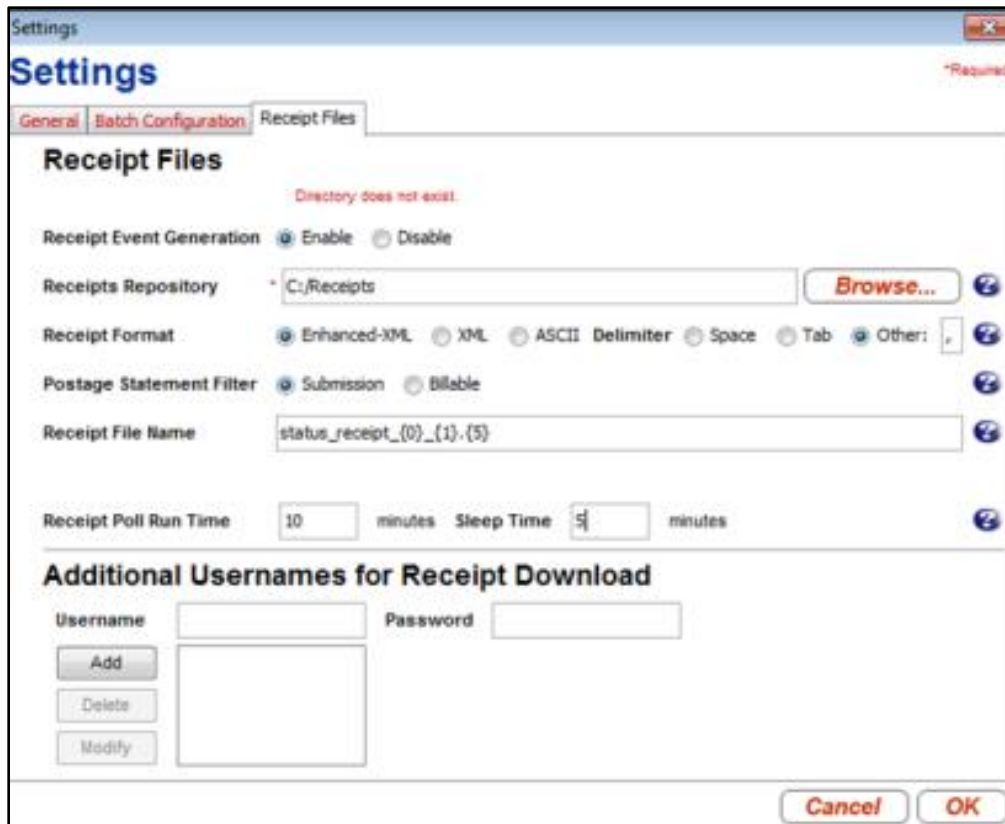 Settings
Settings
*Required
General Batch Configuration Receipt Files
Receipt Files
Directory does not exist.
Receipt Event Generation Enable Disable
Receipts Repository * C:/Receipts Browse...
Receipt Format Enhanced-XML XML ASCII Delimiter Space Tab Other: ,
Postage Statement Filter Submission Billable
Receipt File Name status_receipt_{0}_{1}.{5}
Receipt Poll Run Time 10 minutes Sleep Time 5 minutes
Additional Usernames for Receipt Download
Username Password
Add
Delete
Modify
Cancel OK